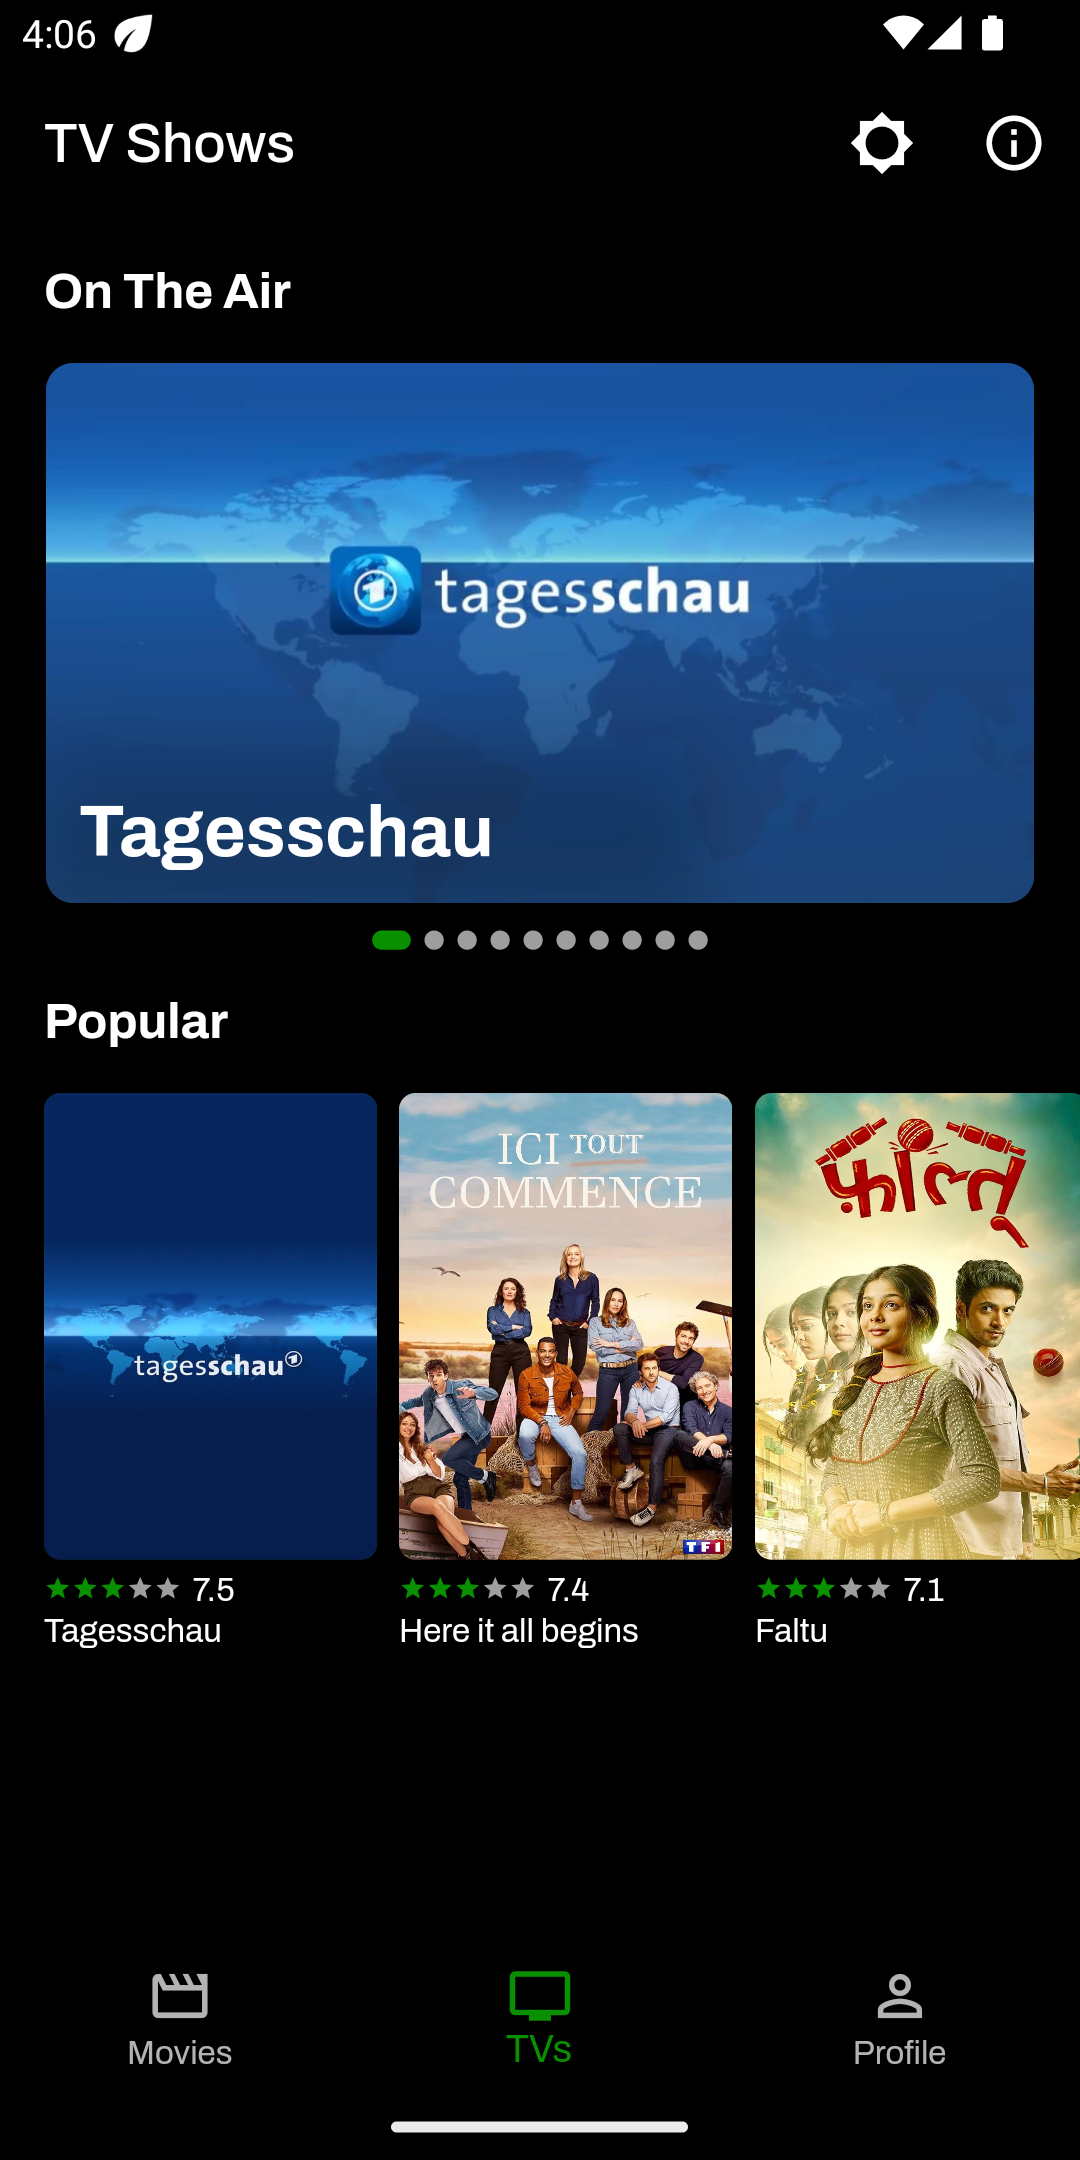 4:06
TV Shows
On The Air
tagesschau
Tagesschau
Popular
tagesschau
ICI TOUT
COMMENCE
TF1
फ़ालतू
7.5
7.4
7.1
Tagesschau
Here it all begins
Faltu
Movies
TVs
Profile